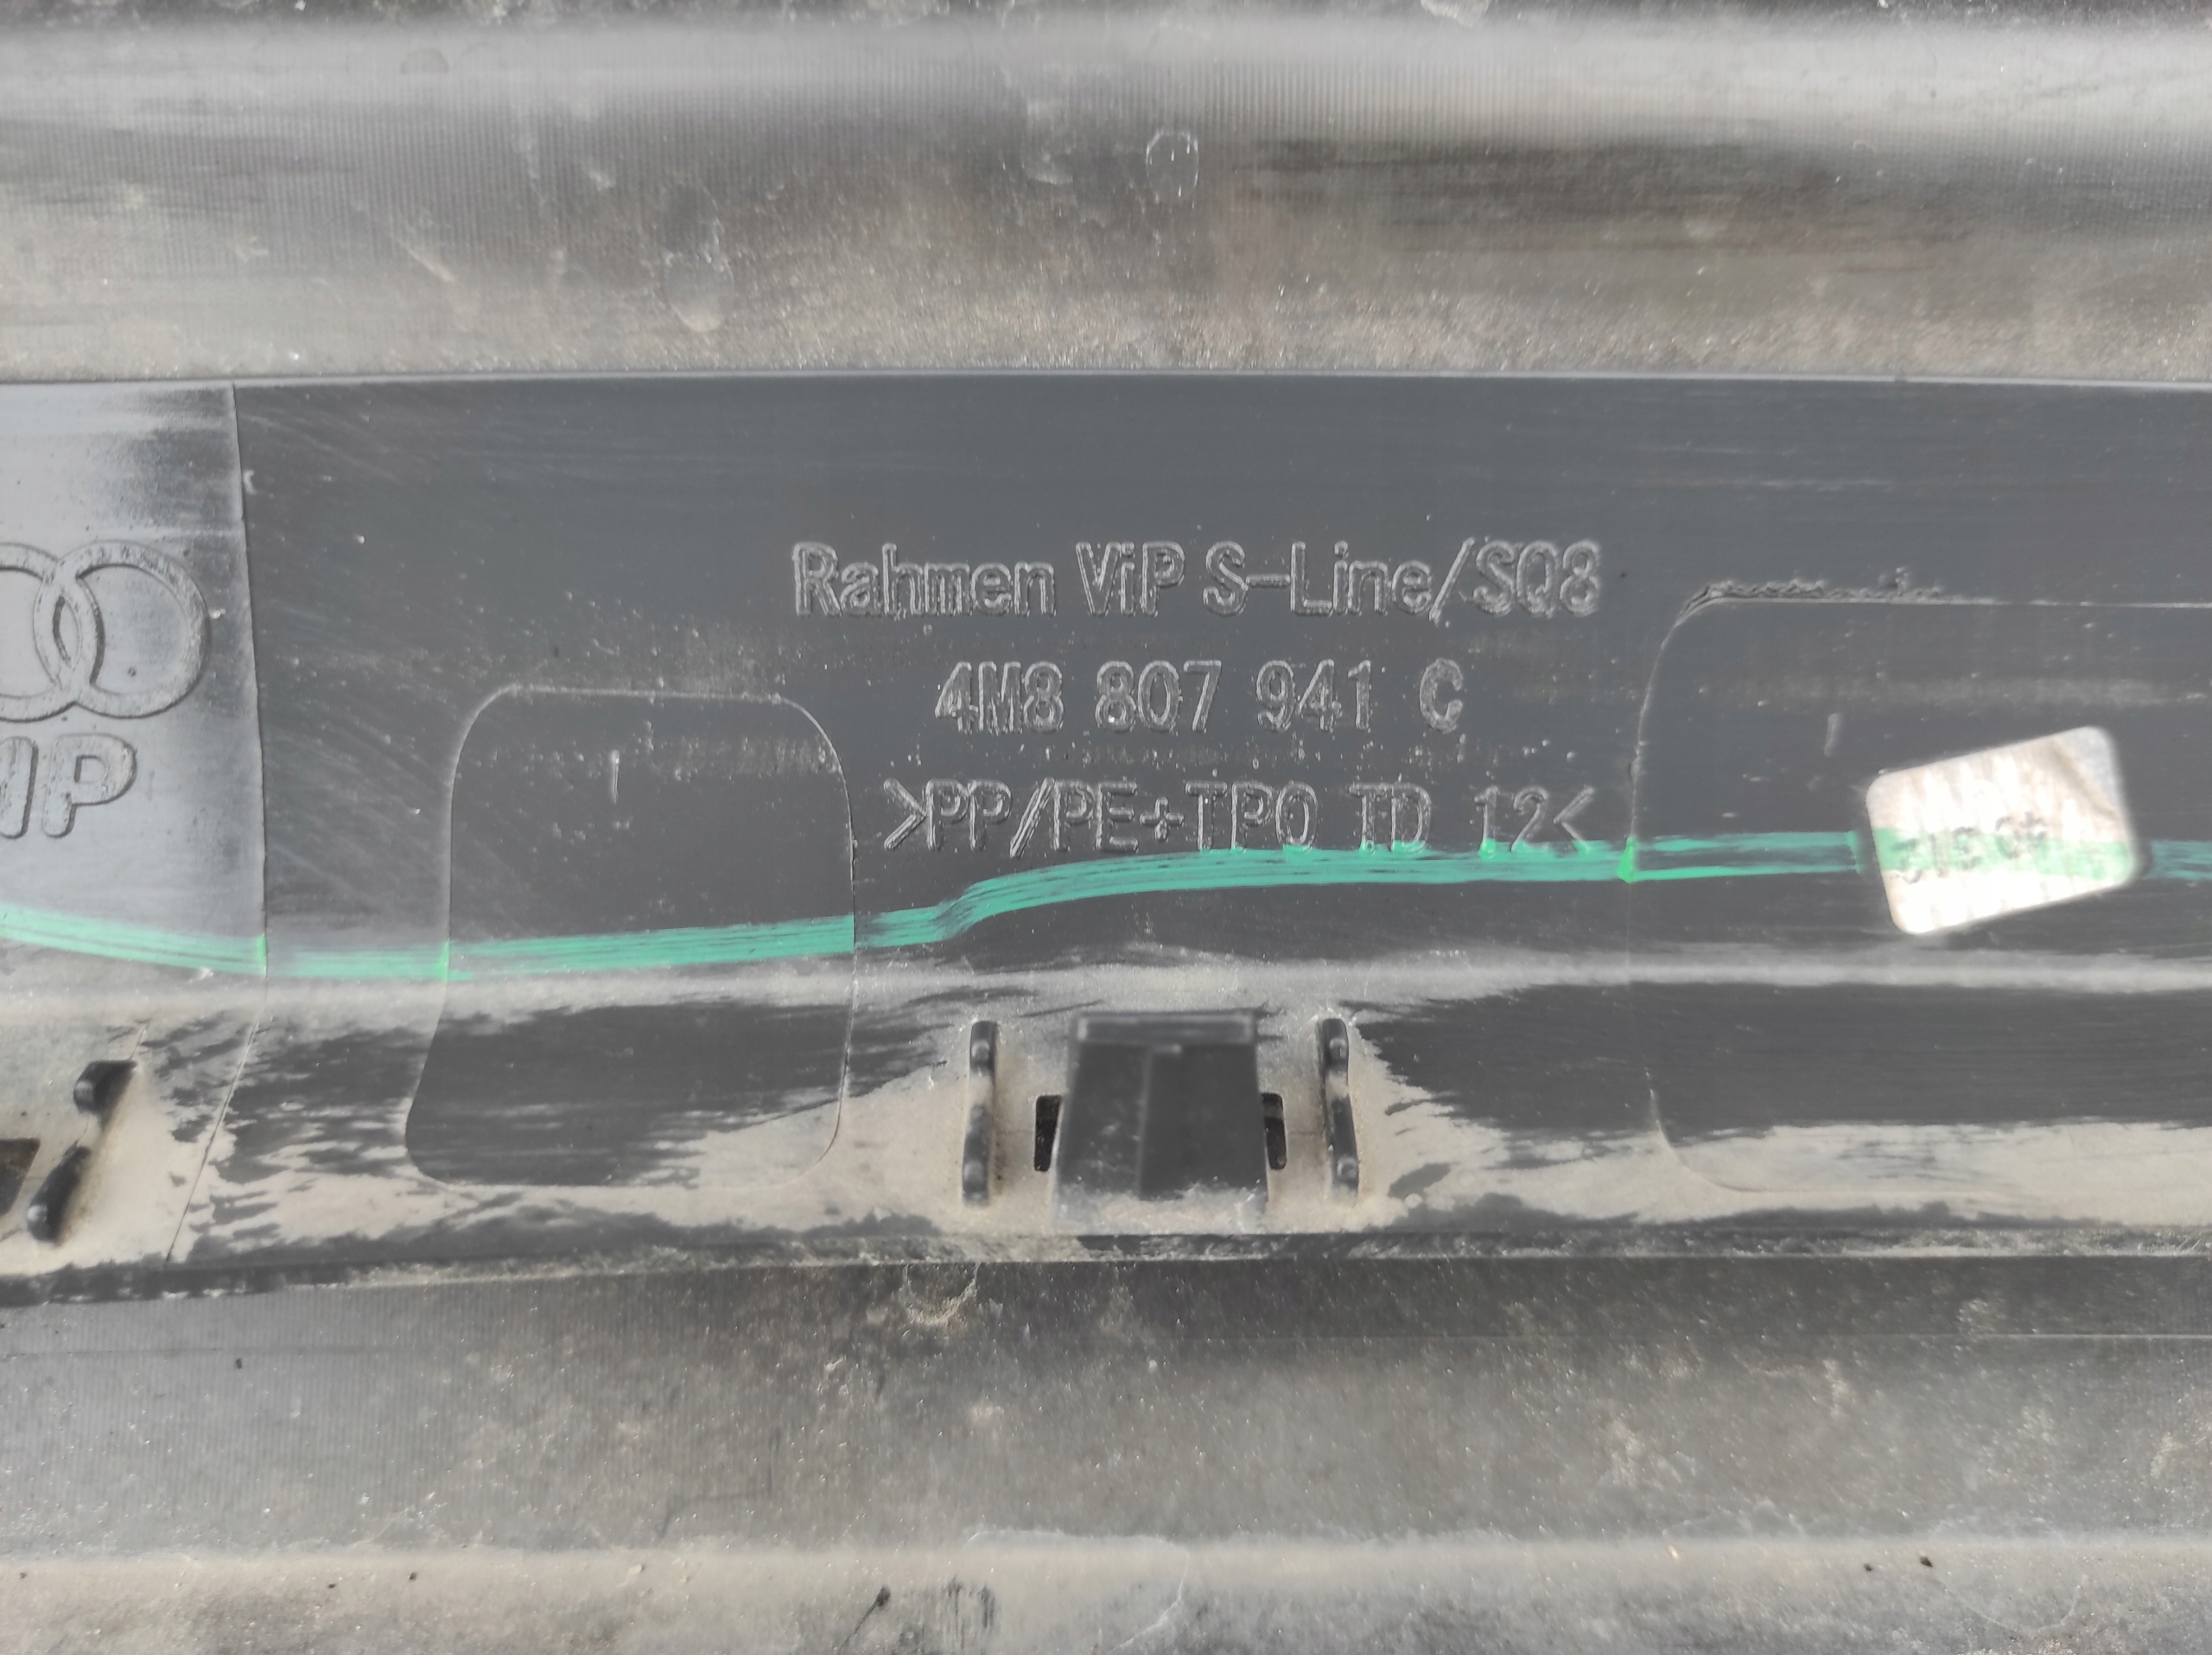 Rahmen ViP S-Line/SQ8
4M8 807 941 C
>PP/PE+TPO TD 12<